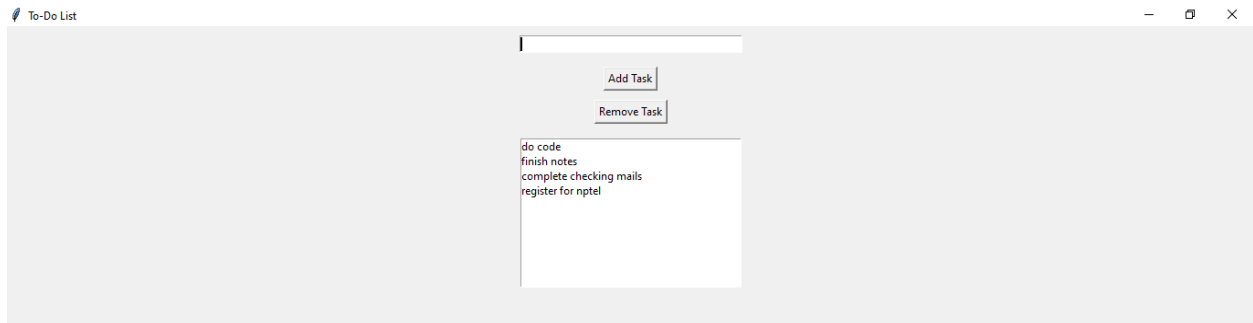 To-Do List
Add Task
Remove Task
do code
finish notes
complete checking mails
register for nptel